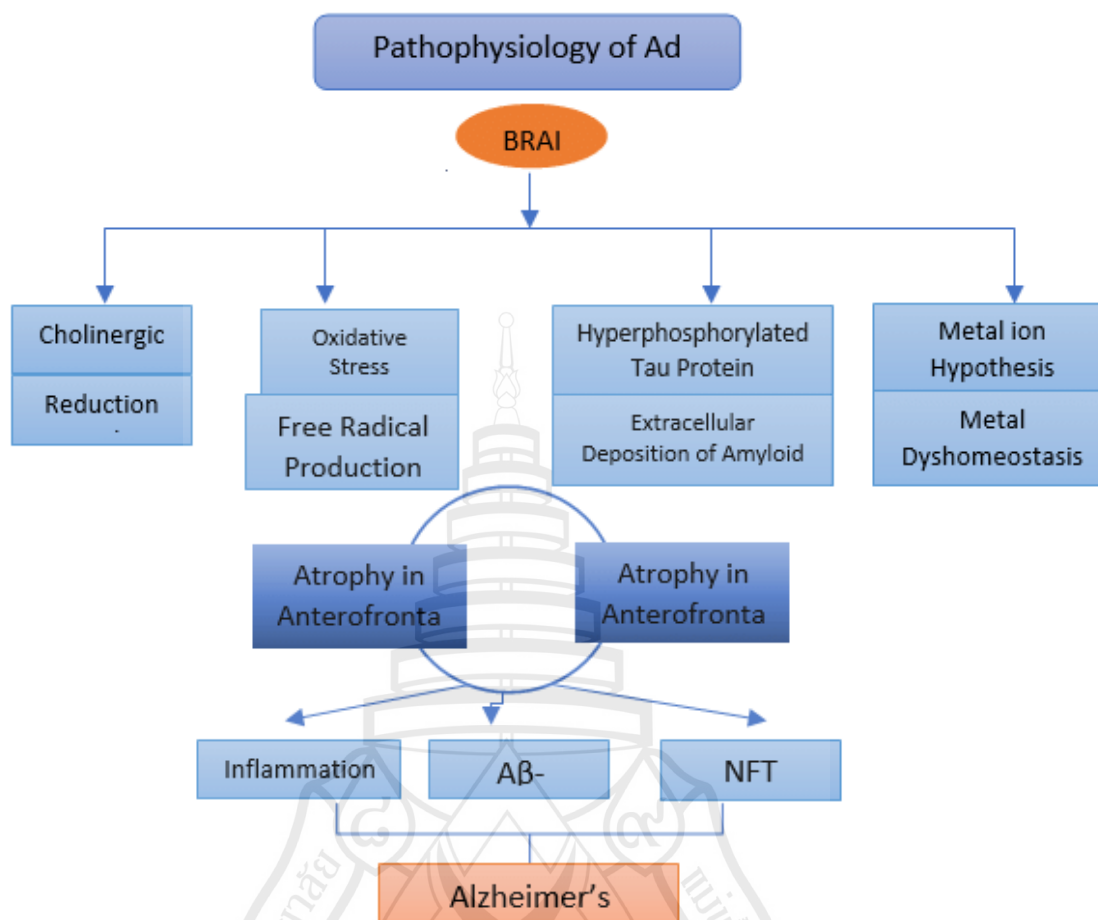 Pathophysiology of Ad
BRAI
Cholinergic
Reduction
Oxidative
Stress
Free Radical
Production
Hyperphosphorylated
Tau Protein
Extracellular
Deposition of Amyloid
Metal ion
Hypothesis
Metal
Dyshomeostasis
Atrophy in
Anterofronta
Atrophy in
Anterofronta
Inflammation
Aβ-
NFT
Alzheimer's